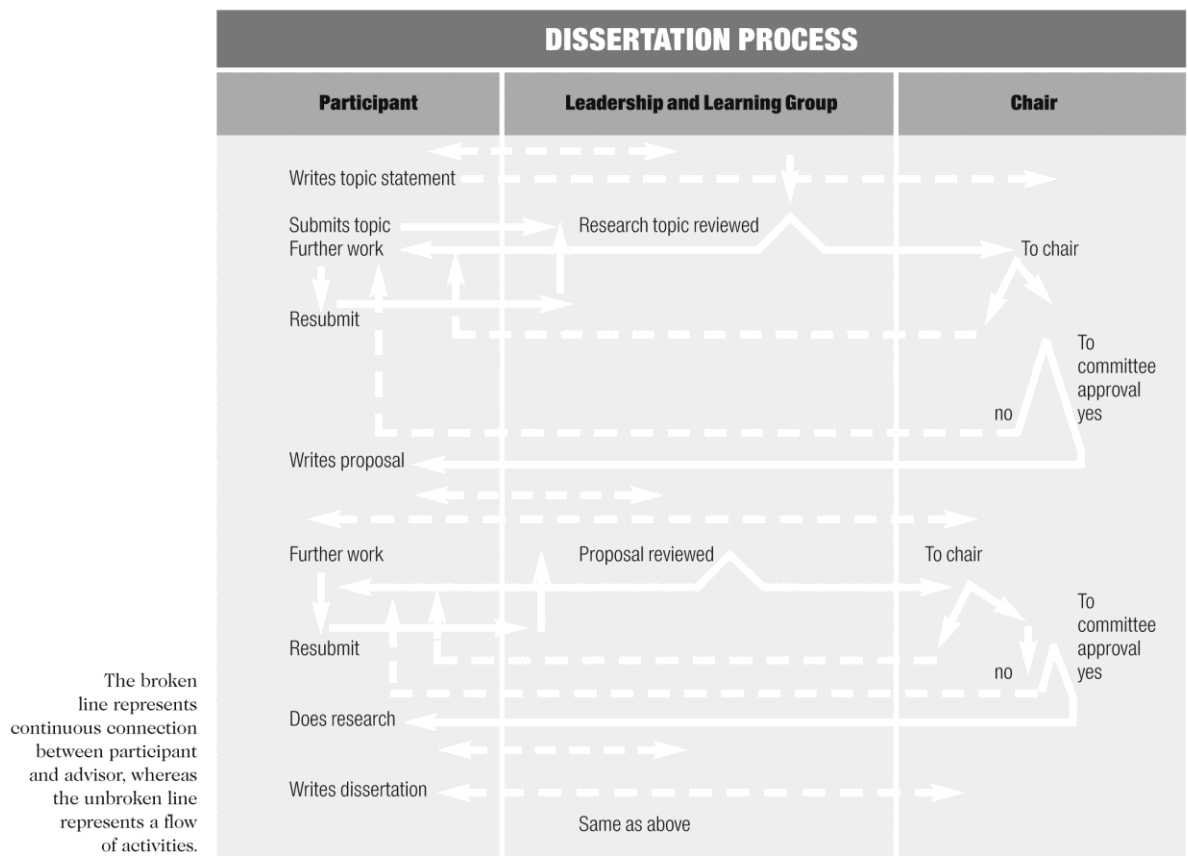 DISSERTATION PROCESS
Participant
Leadership and Learning Group
Chair
Writes topic statement
Submits topic
Research topic reviewed
Further work
To chair
Resubmit
To
committee
approval
no
yes
Writes proposal
Further work
Proposal reviewed
To chair
To
committee
approval
Resubmit
no
yes
Does research
Writes dissertation
Same as above
The broken
line represents
continuous connection
between participant
and advisor, whereas
the unbroken line
represents a flow
of activities.